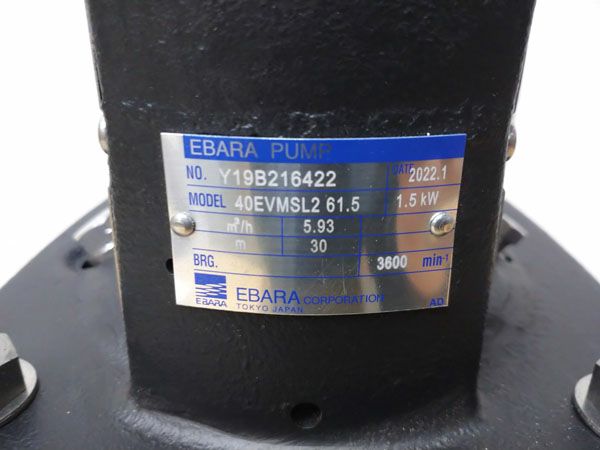 EBARA PUMP
NO. Y19B216422 DATE 2022.1
MODEL 40EVMSL2 61.5 1.5 kW
m³/h 5.93
m 30
BRG. 3600 min-1
EBARA EBARA CORPORATION AD
TOKYO JAPAN